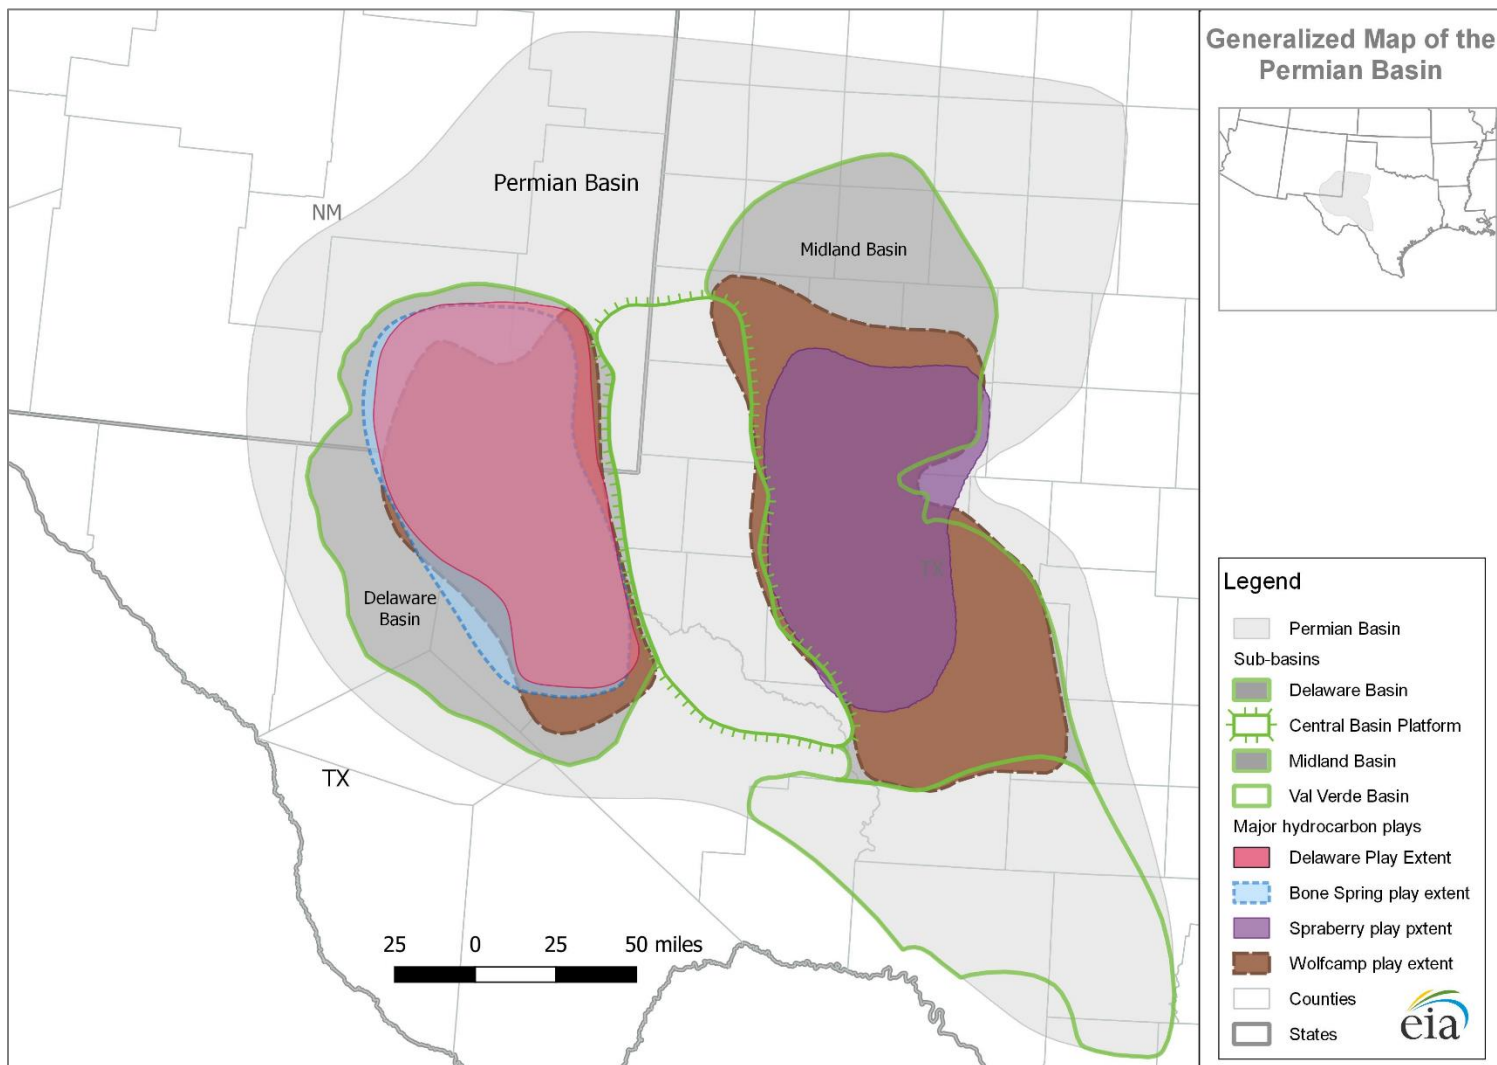 Generalized Map of the
Permian Basin
Permian Basin
NM
Midland Basin
TX
Delaware
Basin
TX
25 0 25 50 miles
Legend
Permian Basin
Sub-basins
Delaware Basin
Central Basin Platform
Midland Basin
Val Verde Basin
Major hydrocarbon plays
Delaware Play Extent
Bone Spring play extent
Spraberry play pxtent
Wolfcamp play extent
Counties
States
eia